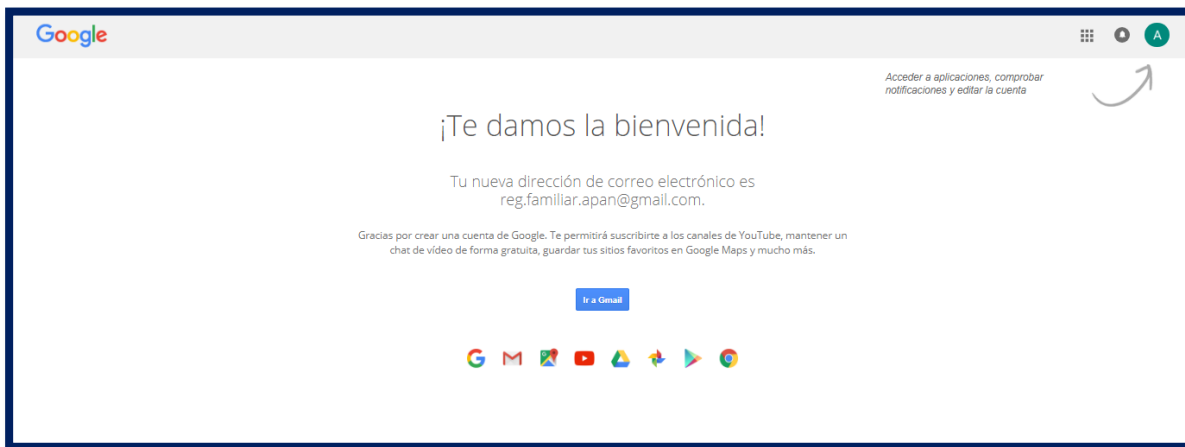 Google
A
Acceder a aplicaciones, comprobar
notificaciones y editar la cuenta
¡Te damos la bienvenida!
Tu nueva dirección de correo electrónico es
reg.familiar.apan@gmail.com.
Gracias por crear una cuenta de Google. Te permitirá suscribirte a los canales de YouTube, mantener un
chat de vídeo de forma gratuita, guardar tus sitios favoritos en Google Maps y mucho más.
Ir a Gmail